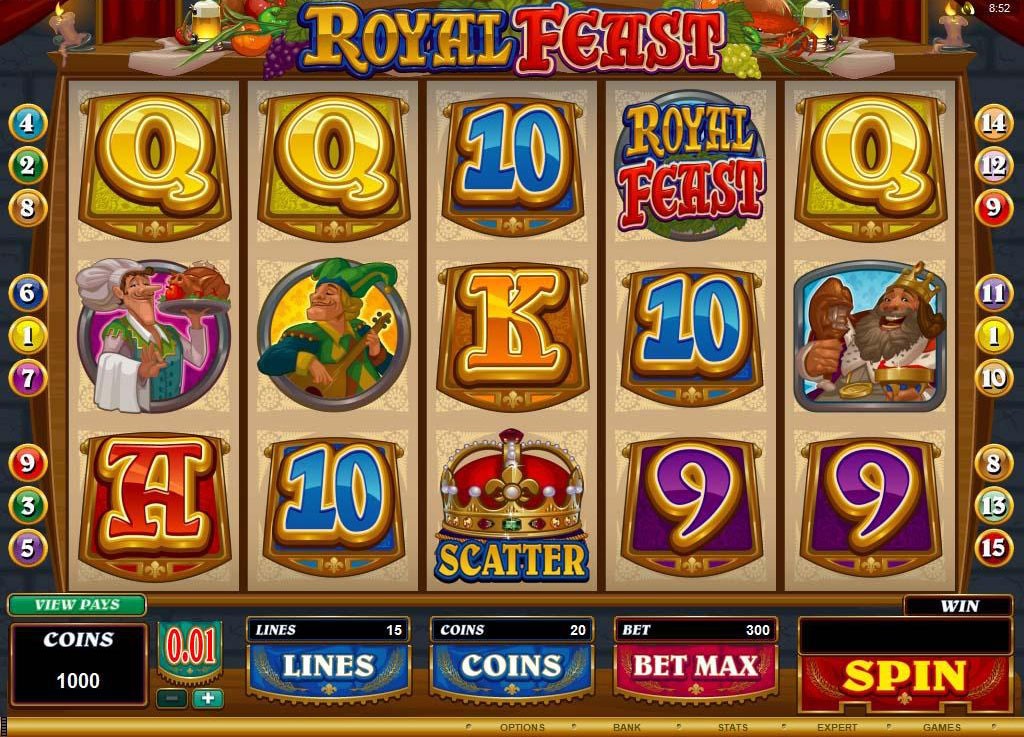 8:52
ROYAL FEAST
Q Q 10 ROYAL FEAST Q
4 14
2 12
8 9
K 10
6 11
1 1
7 10
A 10 SCATTER 9 9
9 8
3 13
5 15
VIEW PAYS WIN
COINS 1000
0.01
- +
LINES 15 COINS 20 BET 300
LINES COINS BET MAX SPIN
OPTIONS BANK STATS EXPERT GAMES